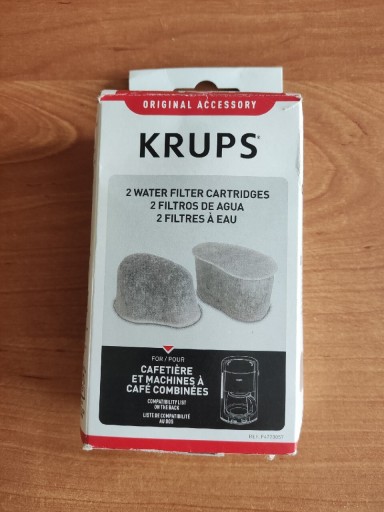 ORIGINAL ACCESSORY
KRUPS®
2 WATER FILTER CARTRIDGES
2 FILTROS DE AGUA
2 FILTRES À EAU
FOR / POUR
CAFETIÈRE
ET MACHINES À
CAFÉ COMBINÉES
COMPATIBILITY LIST
ON THE BACK
LISTE DE COMPATIBILITÉ
AU DOS